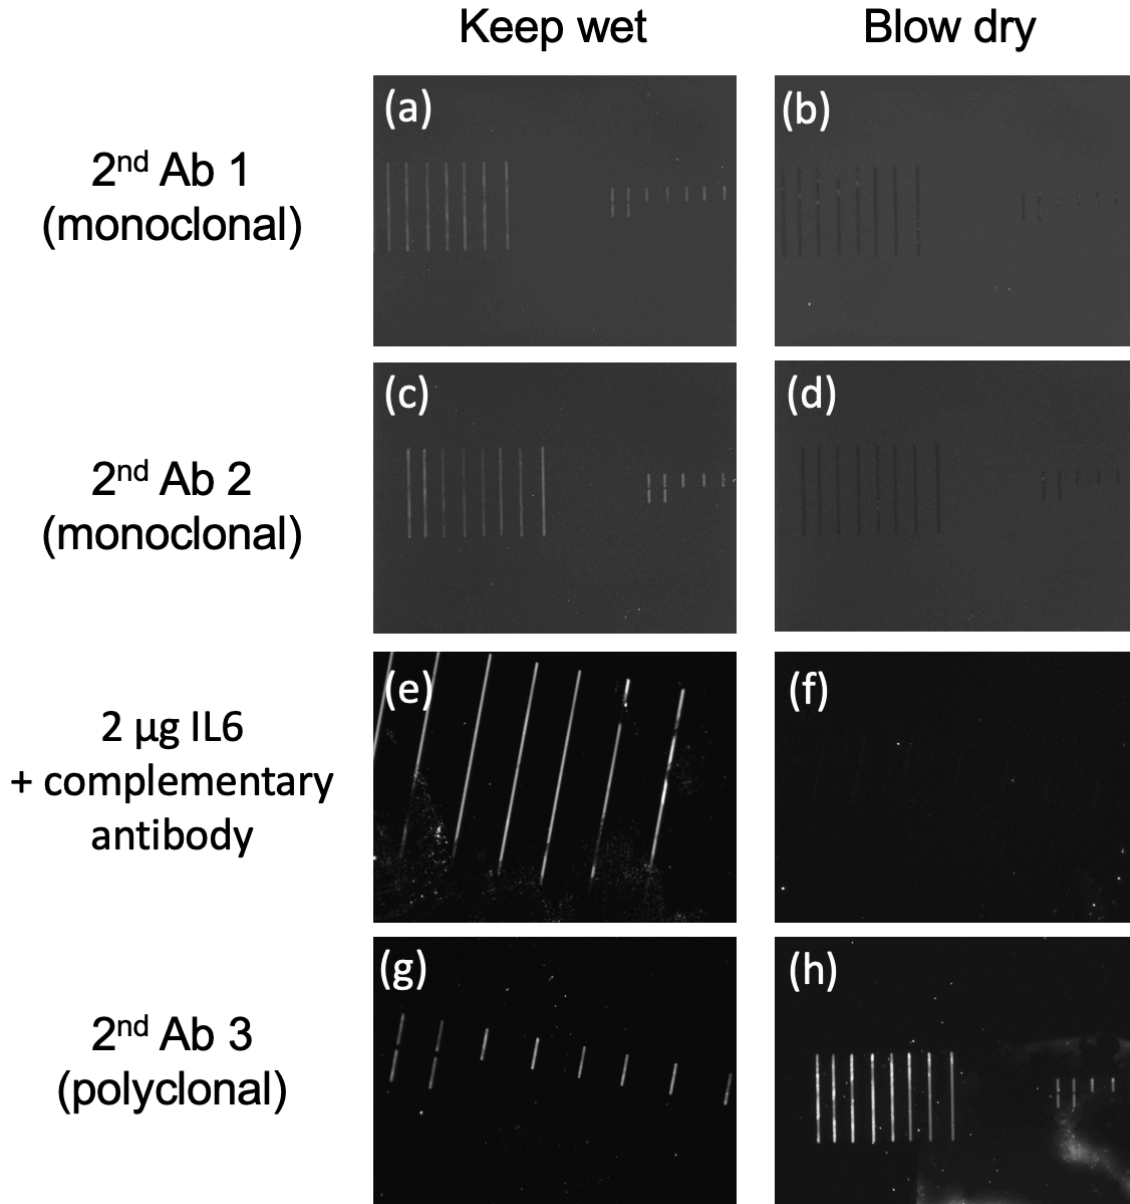 Keep wet Blow dry
(a) (b)
2nd Ab 1
(monoclonal)
(c) (d)
2nd Ab 2
(monoclonal)
(e) (f)
2 µg IL6
+ complementary
antibody
(g) (h)
2nd Ab 3
(polyclonal)